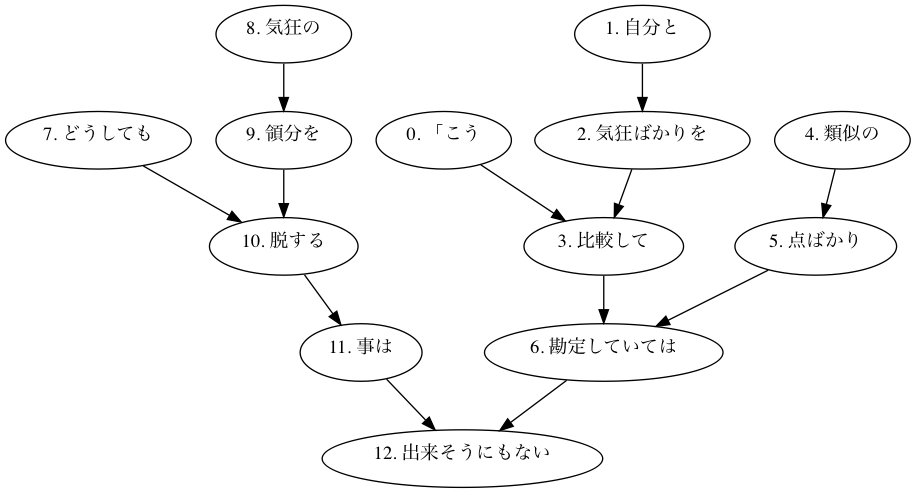 8. 気狂の
1. 自分と
7. どうしても
9. 領分を
0. 「こう
2. 気狂ばかりを
4. 類似の
10. 脱する
3. 比較して
5. 点ばかり
11. 事は
6. 勘定していては
12. 出来そうにもない